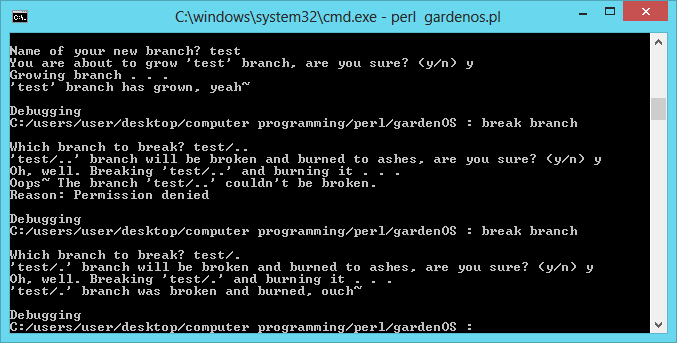 C:\windows\system32\cmd.exe - perl  gardenos.pl
Name of your new branch? test
You are about to grow 'test' branch, are you sure? (y/n) y
Growing branch . . .
'test' branch has grown, yeah~
Debugging
C:/users/user/desktop/computer programming/perl/gardenOS : break branch
Which branch to break? test/..
'test/..' branch will be broken and burned to ashes, are you sure? (y/n) y
Oh, well. Breaking 'test/..' and burning it . . .
Oops~ The branch 'test/..' couldn't be broken.
Reason: Permission denied
Debugging
C:/users/user/desktop/computer programming/perl/gardenOS : break branch
Which branch to break? test/.
'test/.' branch will be broken and burned to ashes, are you sure? (y/n) y
Oh, well. Breaking 'test/.' and burning it . . .
'test/.' branch was broken and burned, ouch~
Debugging
C:/users/user/desktop/computer programming/perl/gardenOS :